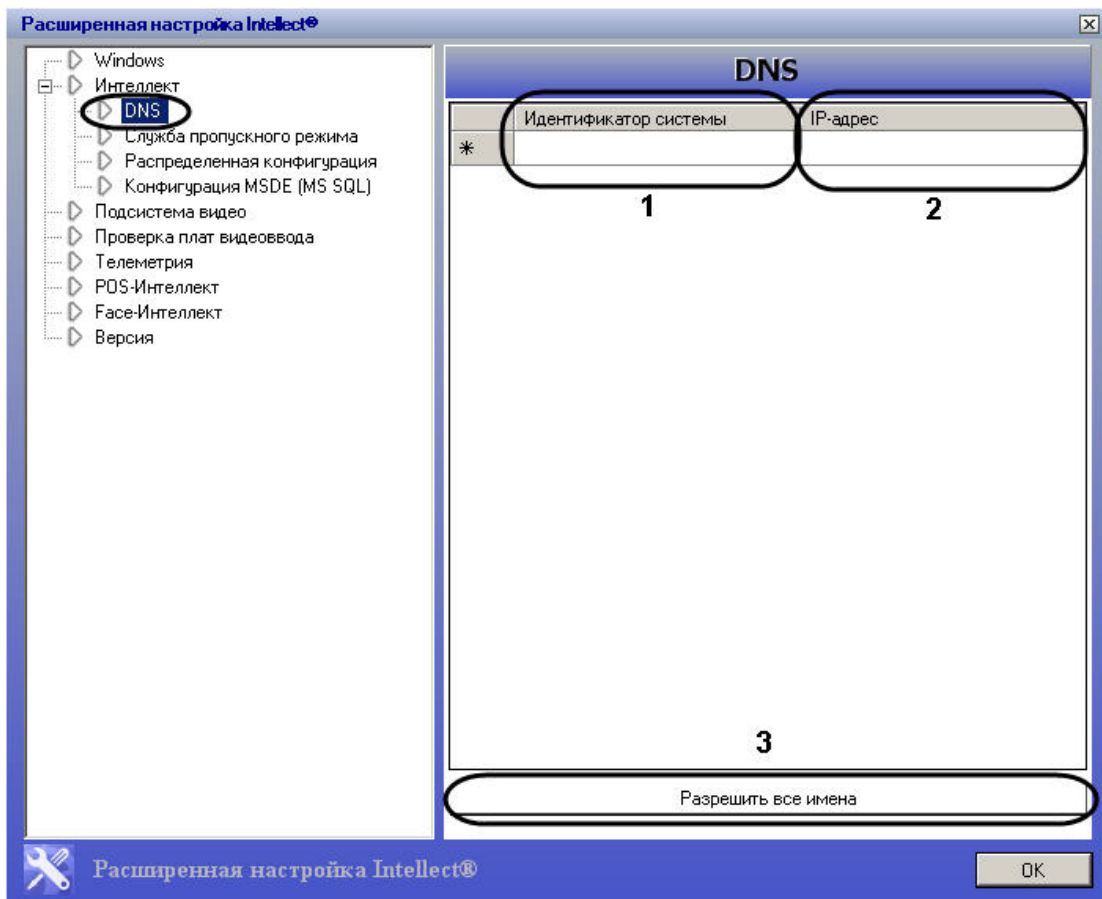 Расширенная настройка Intellect®
Windows
Интеллект
DNS
Служба пропускного режима
Распределенная конфигурация
Конфигурация MSDE (MS SQL)
Подсистема видео
Проверка плат видеоввода
Телеметрия
POS-Интеллект
Face-Интеллект
Версия
DNS
Идентификатор системы IP-адрес
1 2
3
Разрешить все имена
Расширенная настройка Intellect®
OK